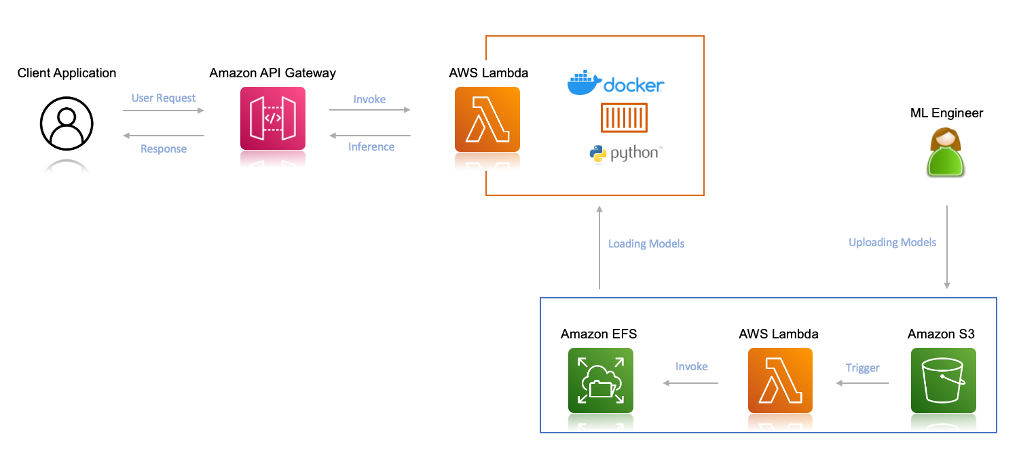 Client Application
Amazon API Gateway
AWS Lambda
docker
User Request
Invoke
Response
Inference
python™
ML Engineer
Loading Models
Uploading Models
Amazon EFS
AWS Lambda
Amazon S3
Invoke
Trigger